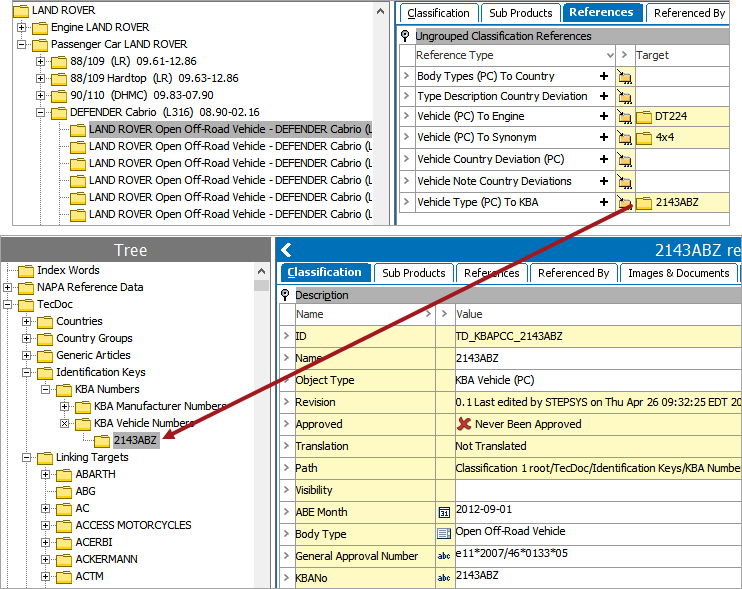 LAND ROVER
Engine LAND ROVER
Passenger Car LAND ROVER
88/109 (LR) 09.61-12.86
88/109 Hardtop (LR) 09.63-12.86
90/110 (DHMC) 09.83-07.90
DEFENDER Cabrio (L316) 08.90-02.16
LAND ROVER Open Off-Road Vehicle - DEFENDER Cabrio (L
LAND ROVER Open Off-Road Vehicle - DEFENDER Cabrio (L
LAND ROVER Open Off-Road Vehicle - DEFENDER Cabrio (L
LAND ROVER Open Off-Road Vehicle - DEFENDER Cabrio (L
LAND ROVER Open Off-Road Vehicle - DEFENDER Cabrio (L
LAND ROVER Open Off-Road Vehicle - DEFENDER Cabrio (L
Classification Sub Products References Referenced By
Ungrouped Classification References
Reference Type > Target
Body Types (PC) To Country +
Type Description Country Deviation +
Vehicle (PC) To Engine + DT224
Vehicle (PC) To Synonym + 4x4
Vehicle Country Deviation (PC) +
Vehicle Note Country Deviations +
Vehicle Type (PC) To KBA + 2143ABZ
Tree
Index Words
NAPA Reference Data
TecDoc
Countries
Country Groups
Generic Articles
Identification Keys
KBA Numbers
KBA Manufacturer Numbers
KBA Vehicle Numbers
2143ABZ
Linking Targets
ABARTH
ABG
AC
ACCESS MOTORCYCLES
ACERBI
ACKERMANN
ACTM
2143ABZ re
Classification Sub Products References Referenced By Images & Documents
Description
Name > > Value
ID TD_KBAPCC_2143ABZ
Name 2143ABZ
Object Type KBA Vehicle (PC)
Revision 0.1 Last edited by STEPSYS on Thu Apr 26 09:32:25 EDT 20
Approved Never Been Approved
Translation Not Translated
Path Classification 1 root/TecDoc/Identification Keys/KBA Number
Visibility
ABE Month 31 2012-09-01
Body Type Open Off-Road Vehicle
General Approval Number abc e11*2007/46*0133*05
KBANo abc 2143ABZ